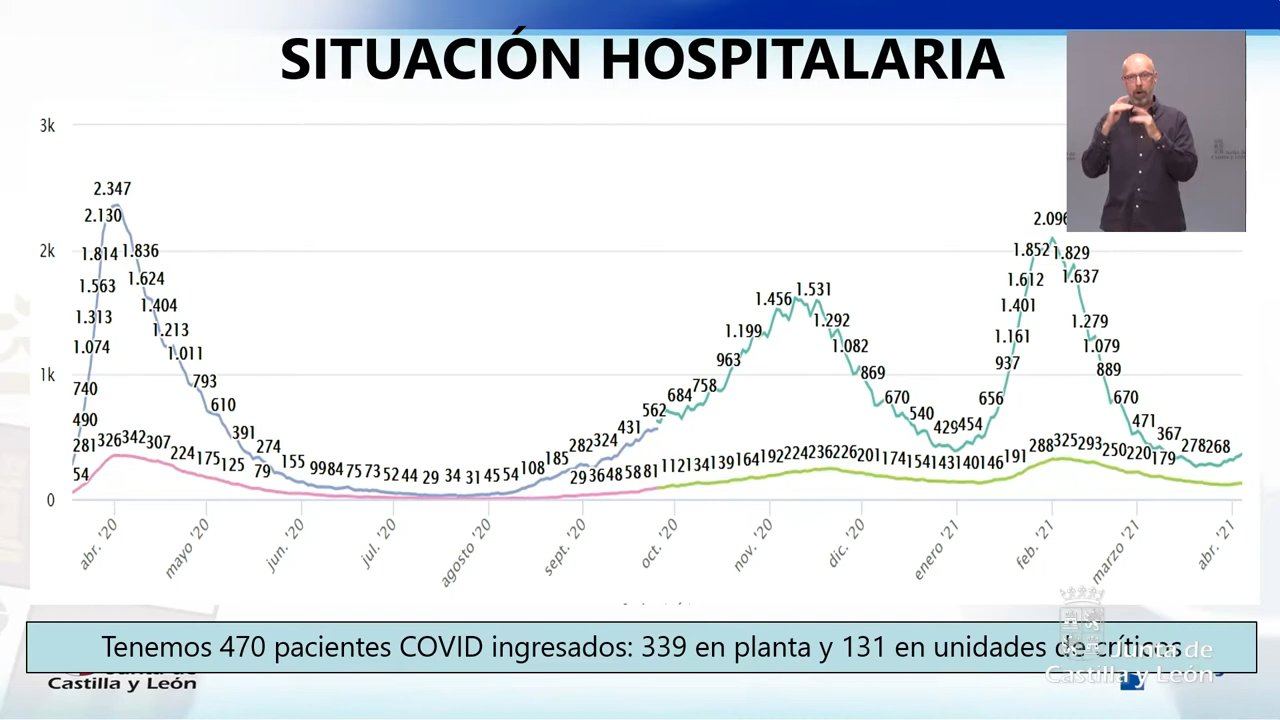 SITUACIÓN HOSPITALARIA
3k
2.347
2.130
2.096
2k
1.814 1.836
1.852 1.829
1.563
1.624
1.456 1.531
1.612 1.637
1.313
1.404
1.401
1.213
1.199
1.292
1.279
1.074
1.011
1.082
1.161
1.079
963
937
889
1k
740
793
869
490
610
562 684 758
670
656
670
540
281 326 342 307
391
431
429 454
471
367
54
224 175 125
274
79
155 99 84 75 73 52 44 29 34 31 45 54 108 185 282 324
29 36 48 58 81 112 134 139 164 192 224 236 226 201 174 154 143 140 146 191 288 325 293 250 220 179
278 268
0
abr. '20
mayo '20
jun. '20
jul. '20
agosto '20
sept. '20
oct. '20
nov. '20
dic. '20
enero '21
feb. '21
marzo '21
abr. '21
Tenemos 470 pacientes COVID ingresados: 339 en planta y 131 en unidades de críticos
Junta de
Castilla y León
Castilla y León